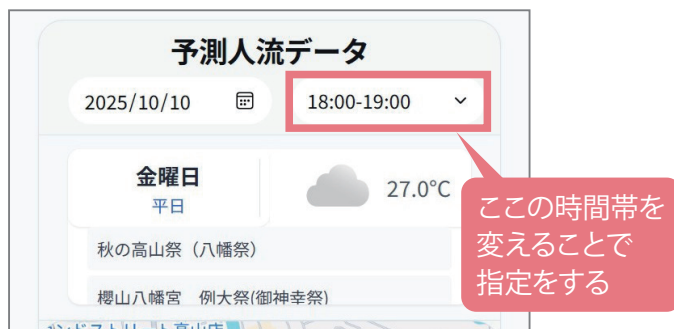 予測人流データ
2025/10/10
18:00-19:00
金曜日
平日
27.0°C
秋の高山祭（八幡祭）
櫻山八幡宮　例大祭(御神幸祭)
ここの時間帯を
変えることで
指定をする